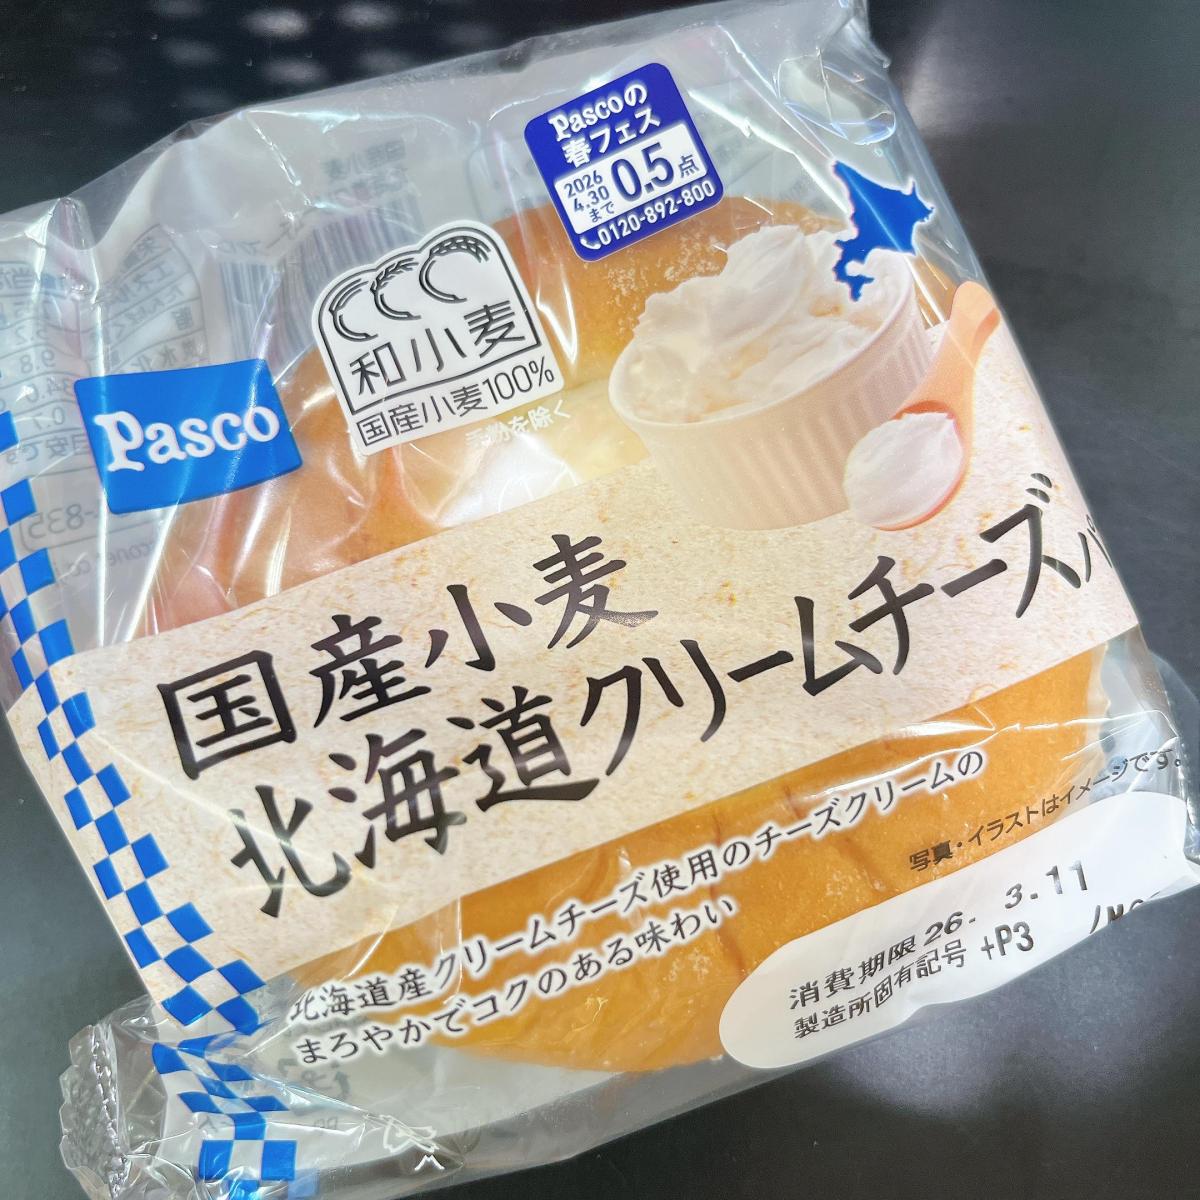 Pascoの
春フェス
2026
4.30
まで
0.5点
0120-892-800
和小麦
国産小麦100%
手粉を除く
Pasco
国産小麦
北海道クリームチーズパ
北海道産クリームチーズ使用のチーズクリームの
まろやかでコクのある味わい
写真・イラストはイメージです。
消費期限 26. 3.11
製造所固有記号 +P3